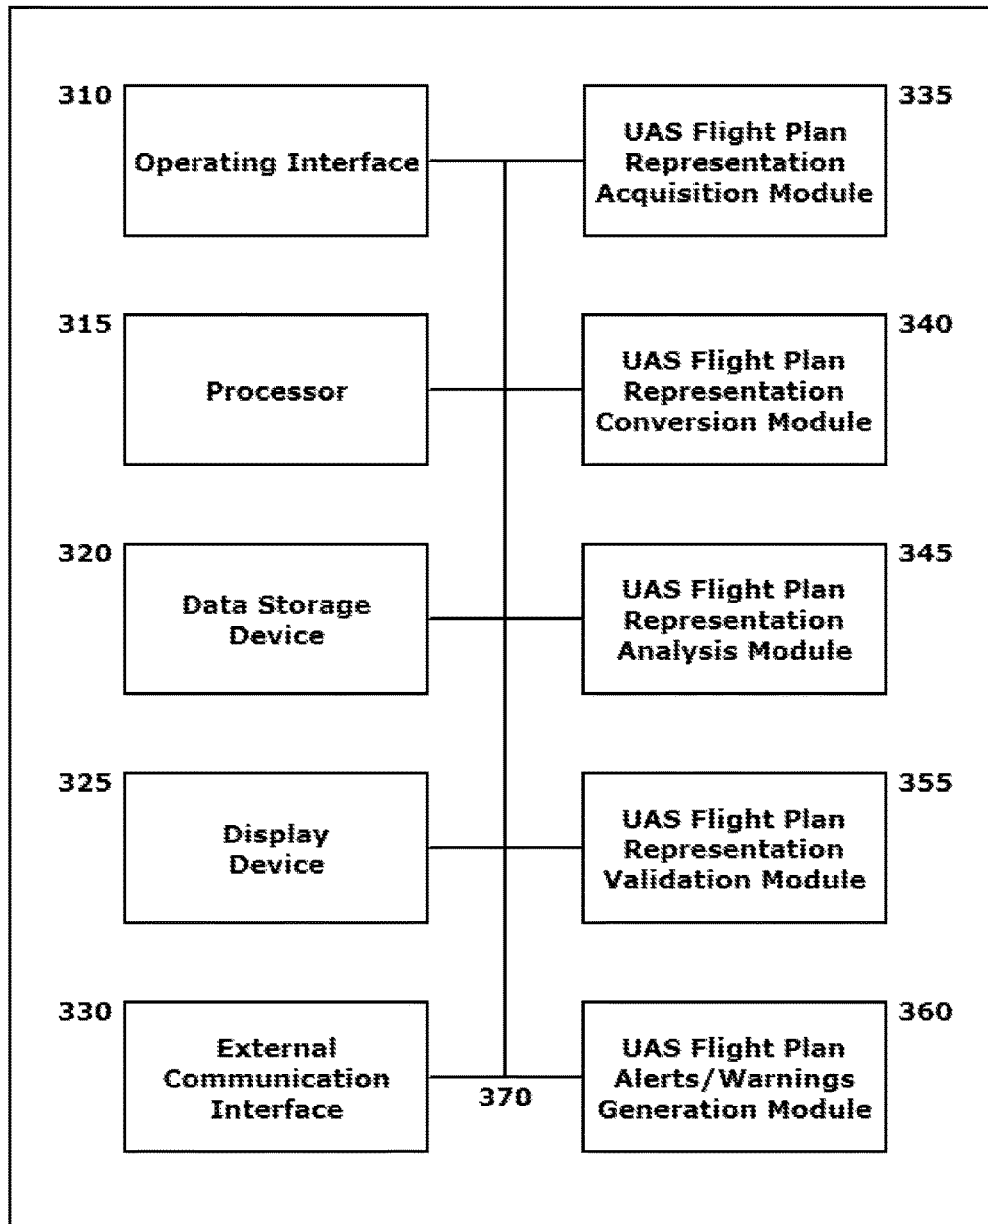 310
Operating Interface
335
UAS Flight Plan
Representation
Acquisition Module
315
Processor
340
UAS Flight Plan
Representation
Conversion Module
320
Data Storage
Device
345
UAS Flight Plan
Representation
Analysis Module
325
Display
Device
355
UAS Flight Plan
Representation
Validation Module
330
External
Communication
Interface
360
UAS Flight Plan
Alerts/Warnings
Generation Module
370